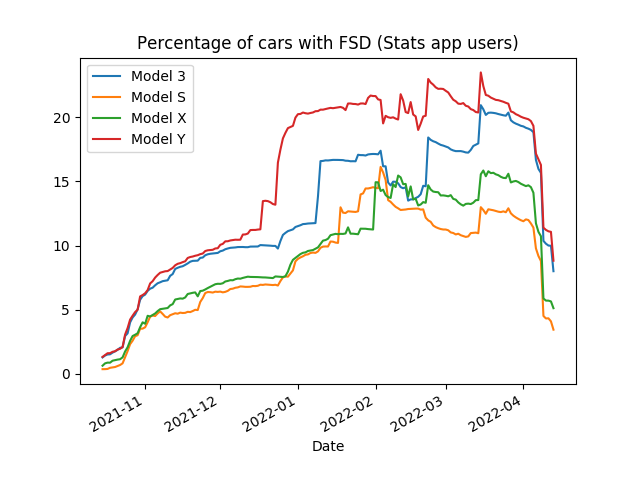 Percentage of cars with FSD (Stats app users)
Model 3
Model S
Model X
Model Y
20
15
10
5
0
2021-11
2021-12
2022-01
2022-02
2022-03
2022-04
Date